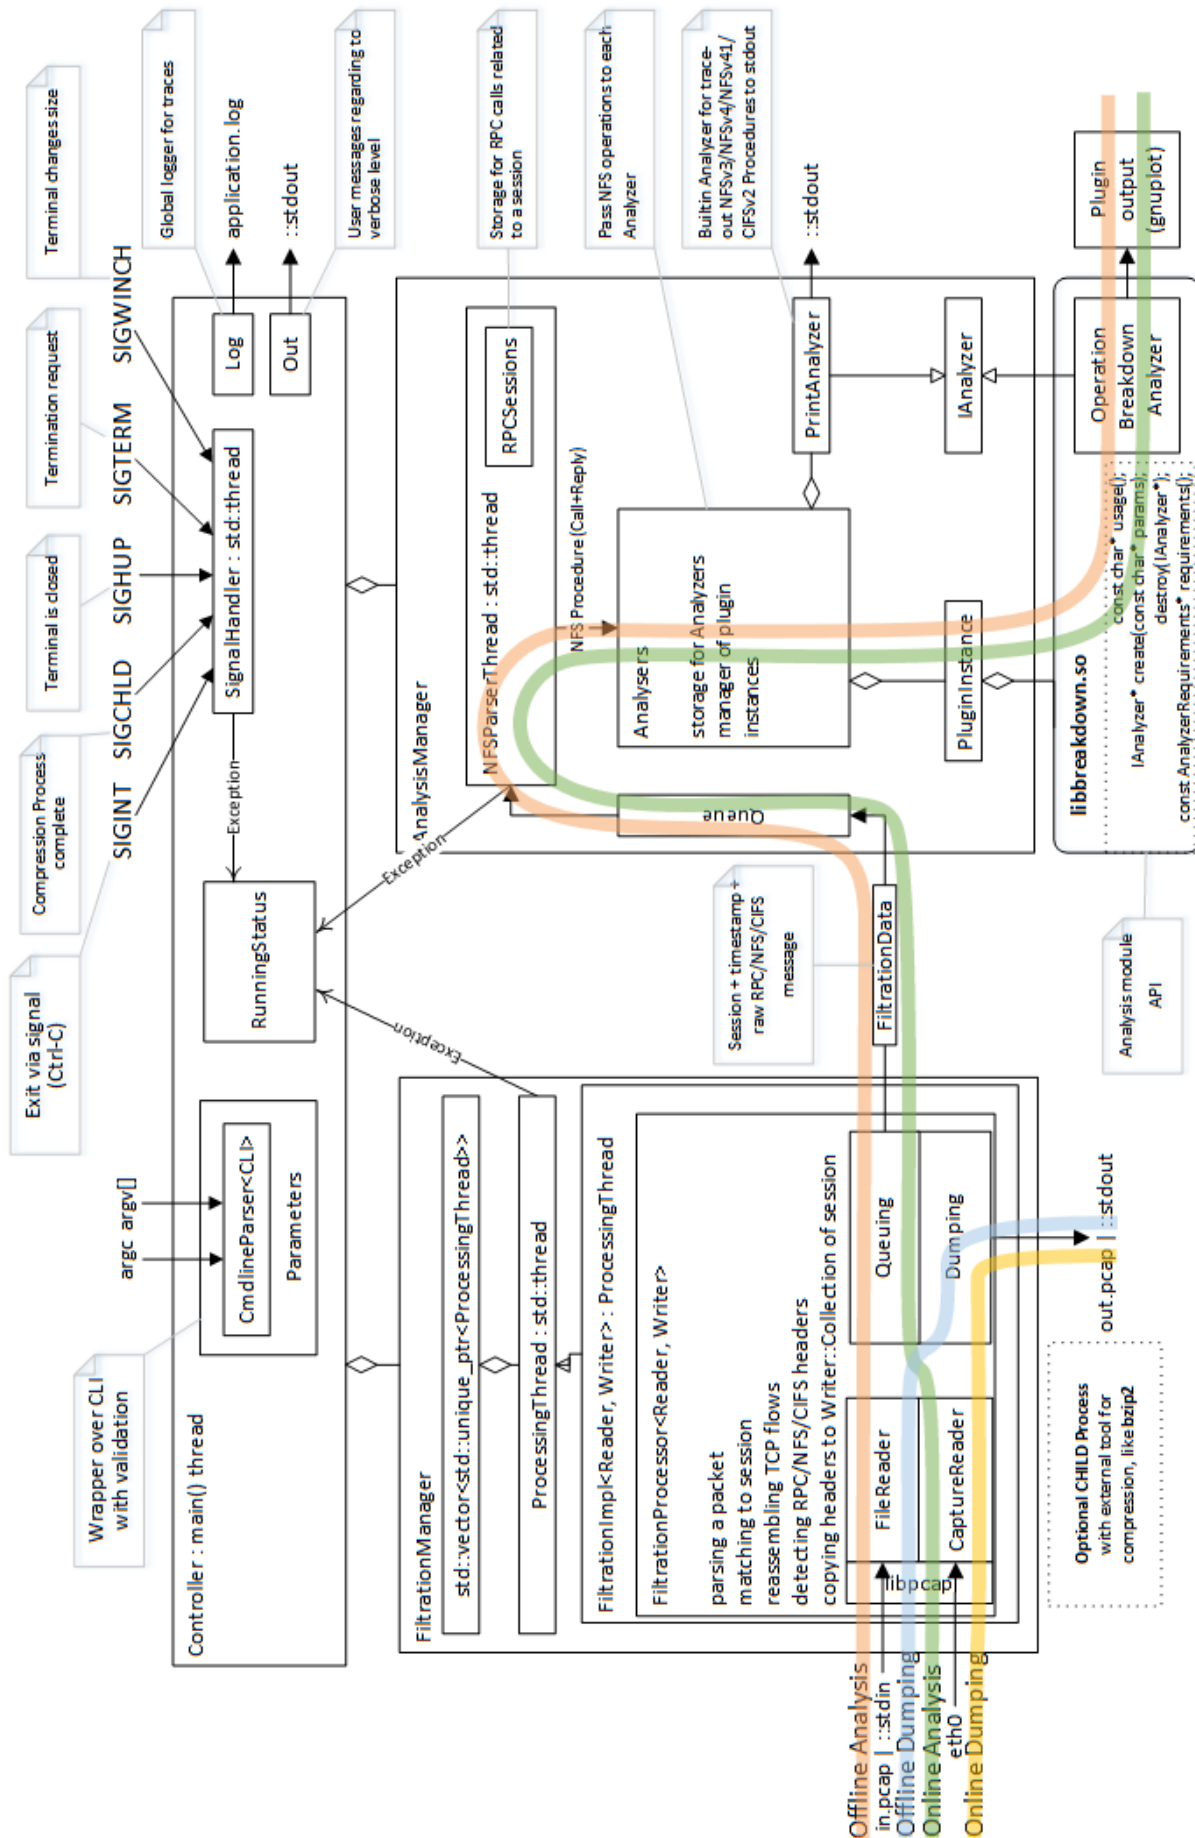 Exit via signal
(Ctrl-C)
Compression Process
complete
Terminal is closed
Termination request
Terminal changes size
argc argv[]
SIGINT
SIGCHLD
SIGHUP
SIGTERM
SIGWINCH
Wrapper over CLI
with validation
Controller : main() thread
CmdlineParser<CLI>
Parameters
RunningStatus
Exception
SignalHandler : std::thread
Log
Out
application.log
::stdout
Global logger for traces
User messages regarding to
verbose level
FiltrationManager
std::vector<std::unique_ptr<ProcessingThread>>
ProcessingThread : std::thread
Exception
Exception
FiltrationImpl<Reader, Writer> : ProcessingThread
FiltrationProcessor<Reader, Writer>
parsing a packet
matching to session
reassembling TCP flows
detecting RPC/NFS/CIFS headers
copying headers to Writer::Collection of session
libpcap
FileReader
CaptureReader
Queuing
Dumping
Offline Analysis
in.pcap | ::stdin
Offline Dumping
Online Analysis
eth0
Online Dumping
out.pcap | ::stdout
Optional CHILD Process
with external tool for
compression, like bzip2
Session + timestamp +
raw RPC/NFS/CIFS
message
FiltrationData
AnalysisManager
NFSParserThread : std::thread
RPCSessions
Storage for RPC calls related
to a session
Queue
NFS Procedure (Call+Reply)
Analysers
storage for Analyzers
manager of plugin
instances
Pass NFS operations to each
Analyzer
PrintAnalyzer
::stdout
Builtin Analyzer for trace-
out NFSv3/NFSv4/NFSv41/
CIFSv2 Procedures to stdout
PluginInstance
IAnalyzer
libbreakdown.so
const char* usage();
IAnalyzer* create(const char* params);
destroy(IAnalyzer*);
const AnalyzerRequirements* requirements();
Operation
Breakdown
Analyzer
Plugin
output
(gnuplot)
Analysis module
API